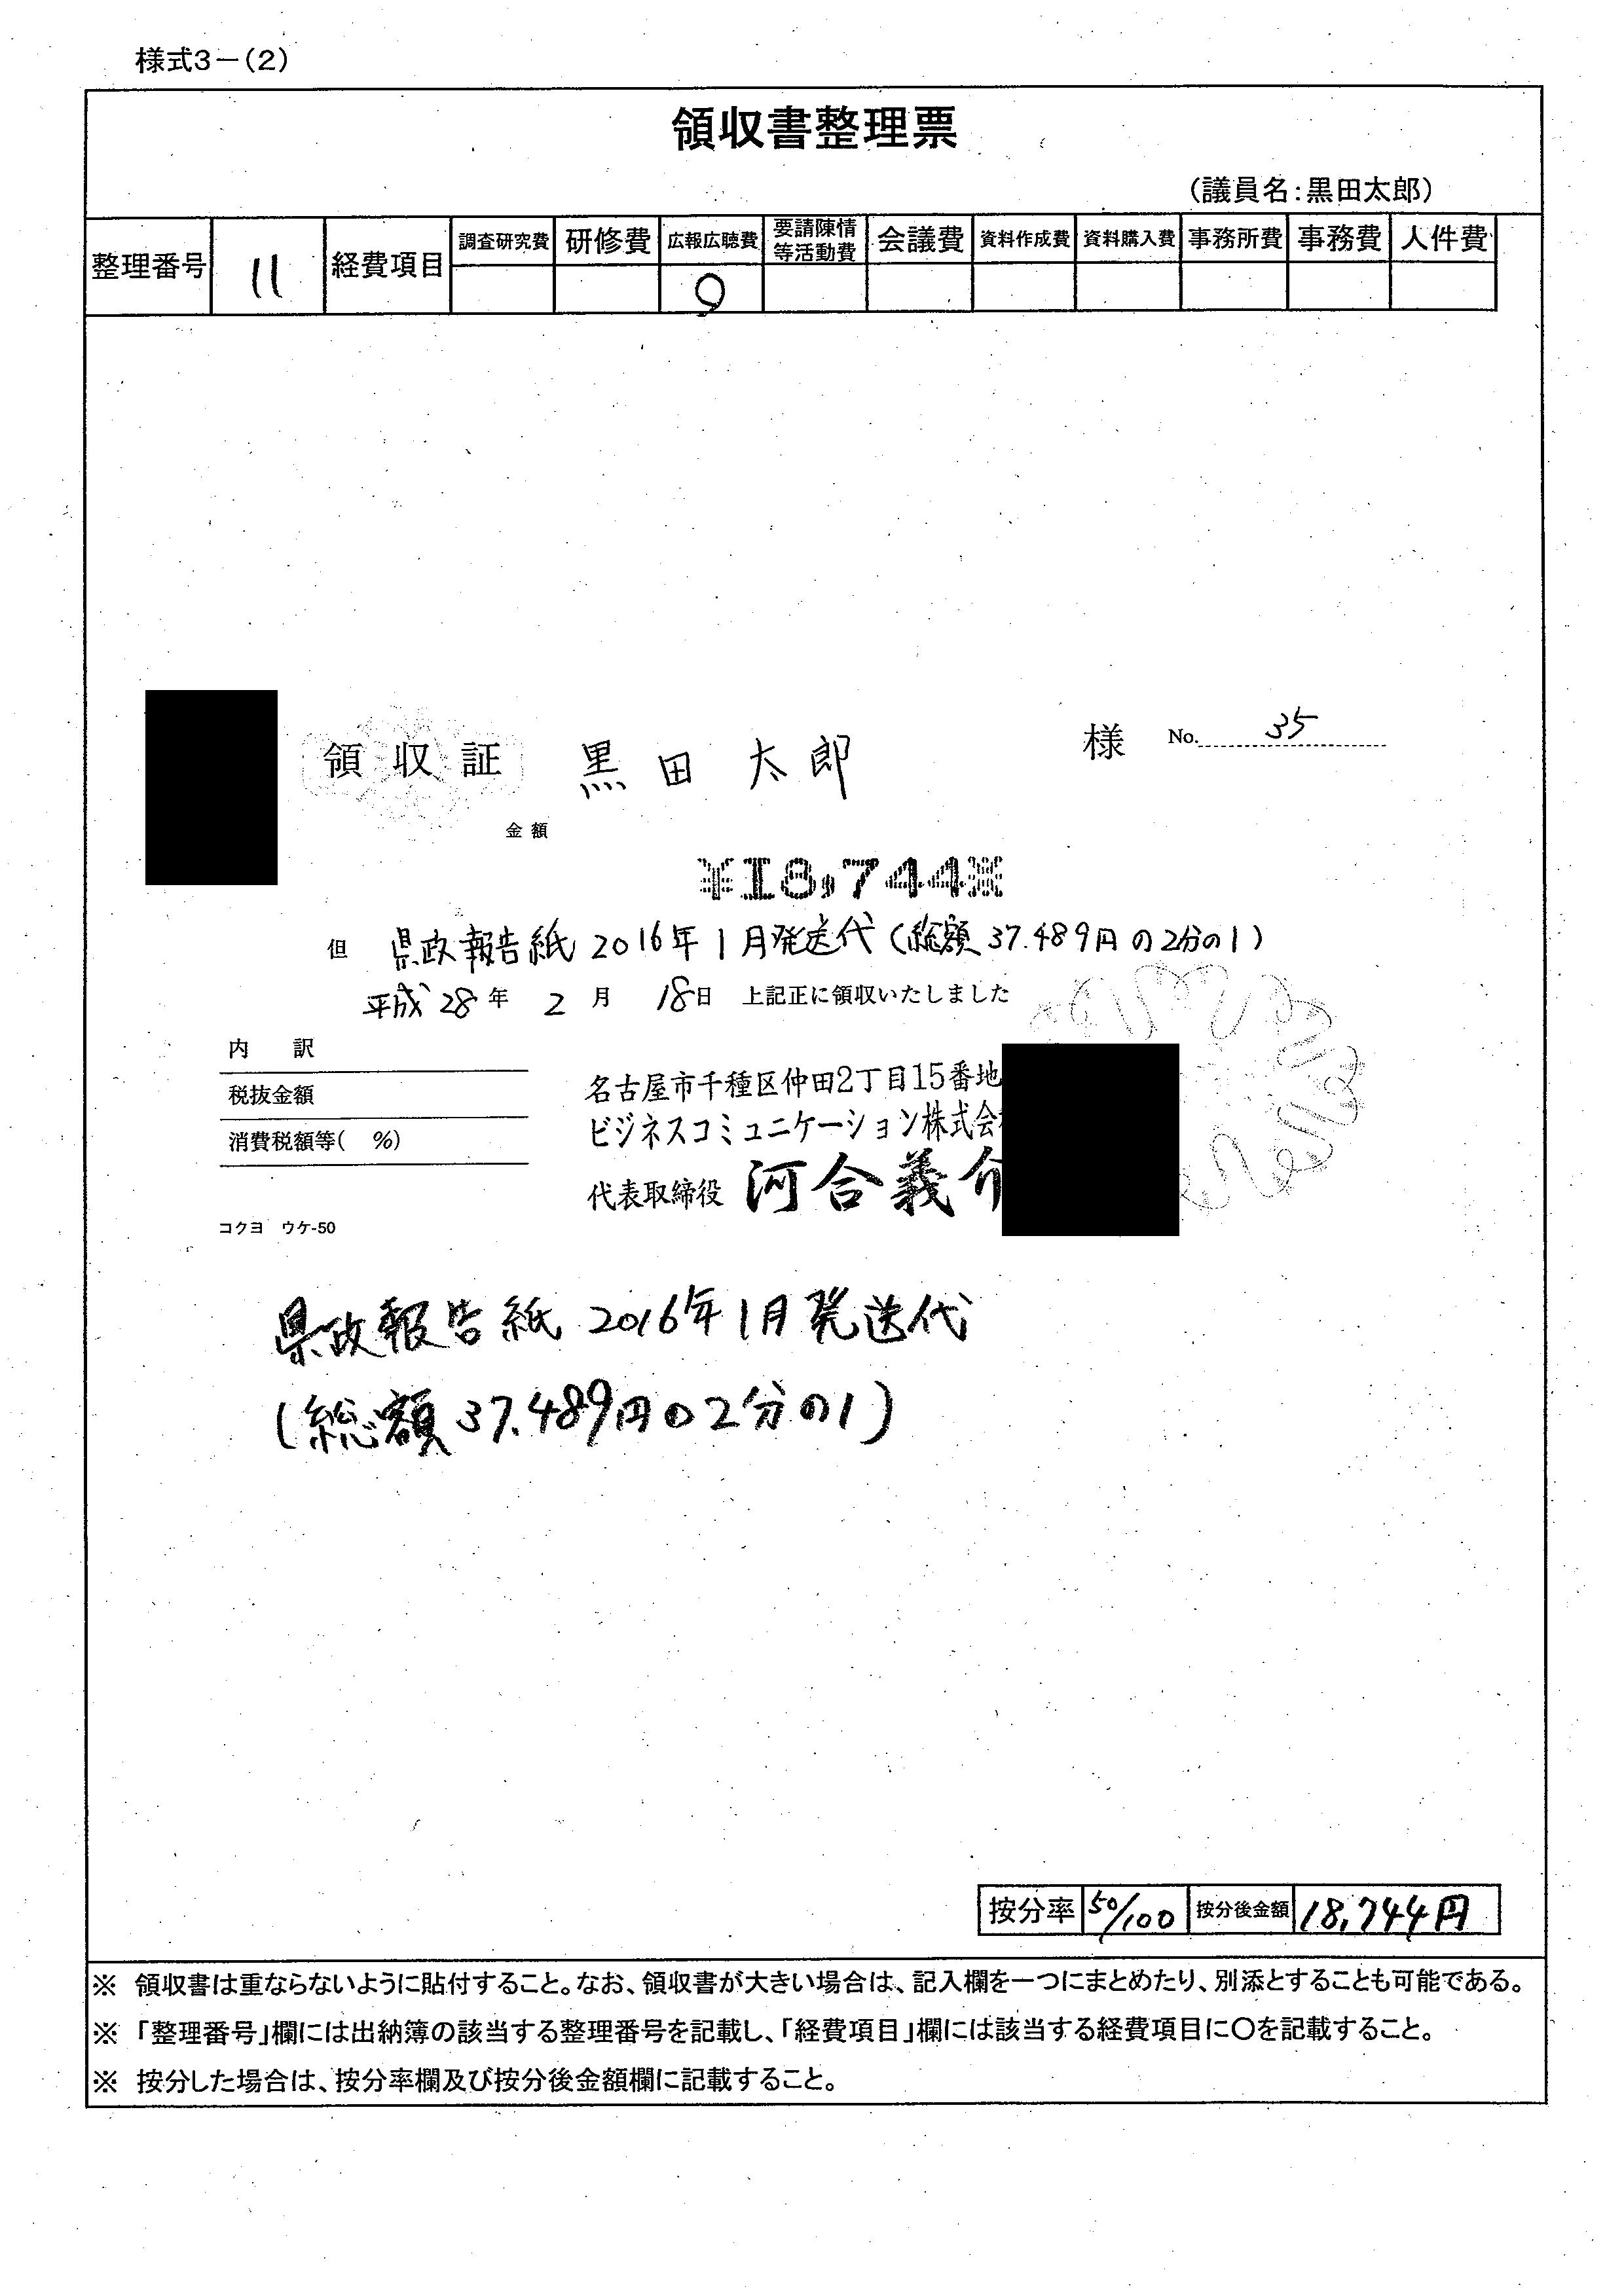 様式3-(2)
領収書整理票
(議員名:黒田太郎)
整理番号 11 経費項目 調査研究費 研修費 広報広聴費 要請陳情等活動費 会議費 資料作成費 資料購入費 事務所費 事務費 人件費
○
領収証 黒田太郎 様 No. 35
金額
¥18,744※
但 県政報告紙2016年1月発送代(総額37.489円の2分の1)
平成28年 2月 18日 上記正に領収いたしました
内 訳
税抜金額
消費税額等( %)
名古屋市千種区仲田2丁目15番地
ビジネスコミュニケーション株式会
代表取締役 河合義介
コクヨ ウケ-50
県政報告紙2016年1月発送代
(総額37.489円の2分の1)
按分率 50/100 按分後金額 18,744円
※ 領収書は重ならないように貼付すること。なお、領収書が大きい場合は、記入欄を一つにまとめたり、別添とすることも可能である。
※ 「整理番号」欄には出納簿の該当する整理番号を記載し、「経費項目」欄には該当する経費項目に○を記載すること。
※ 按分した場合は、按分率欄及び按分後金額欄に記載すること。